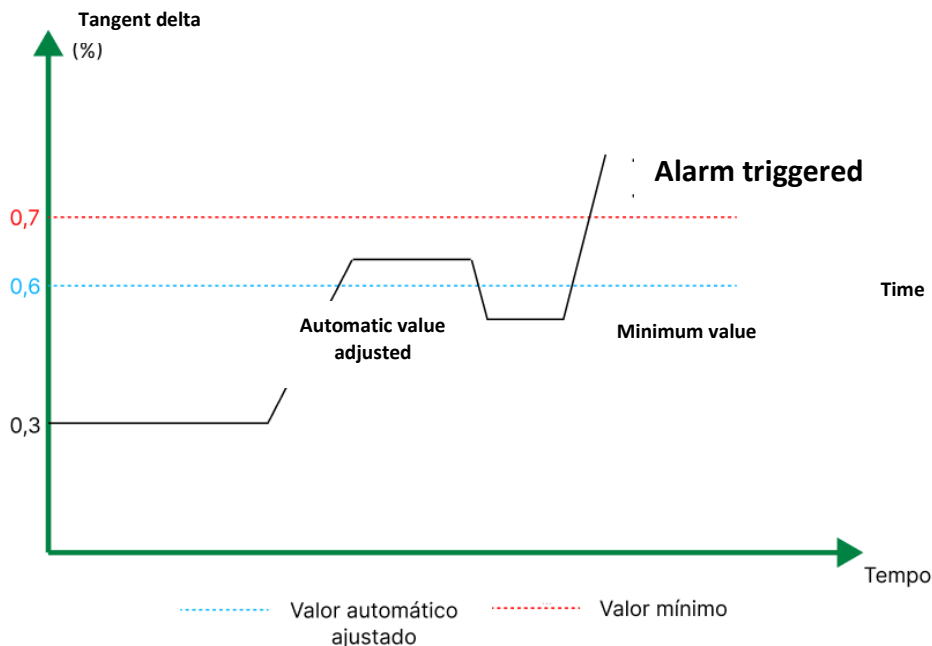 Tangent delta
(%)
Alarm triggered
0,7
0,6
Time
Automatic value
adjusted
Minimum value
0,3
Tempo
Valor automático
ajustado
Valor mínimo